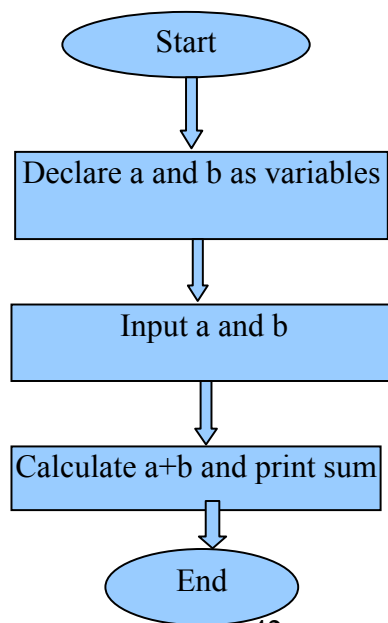 Start
Declare a and b as variables
Input a and b
Calculate a+b and print sum
End